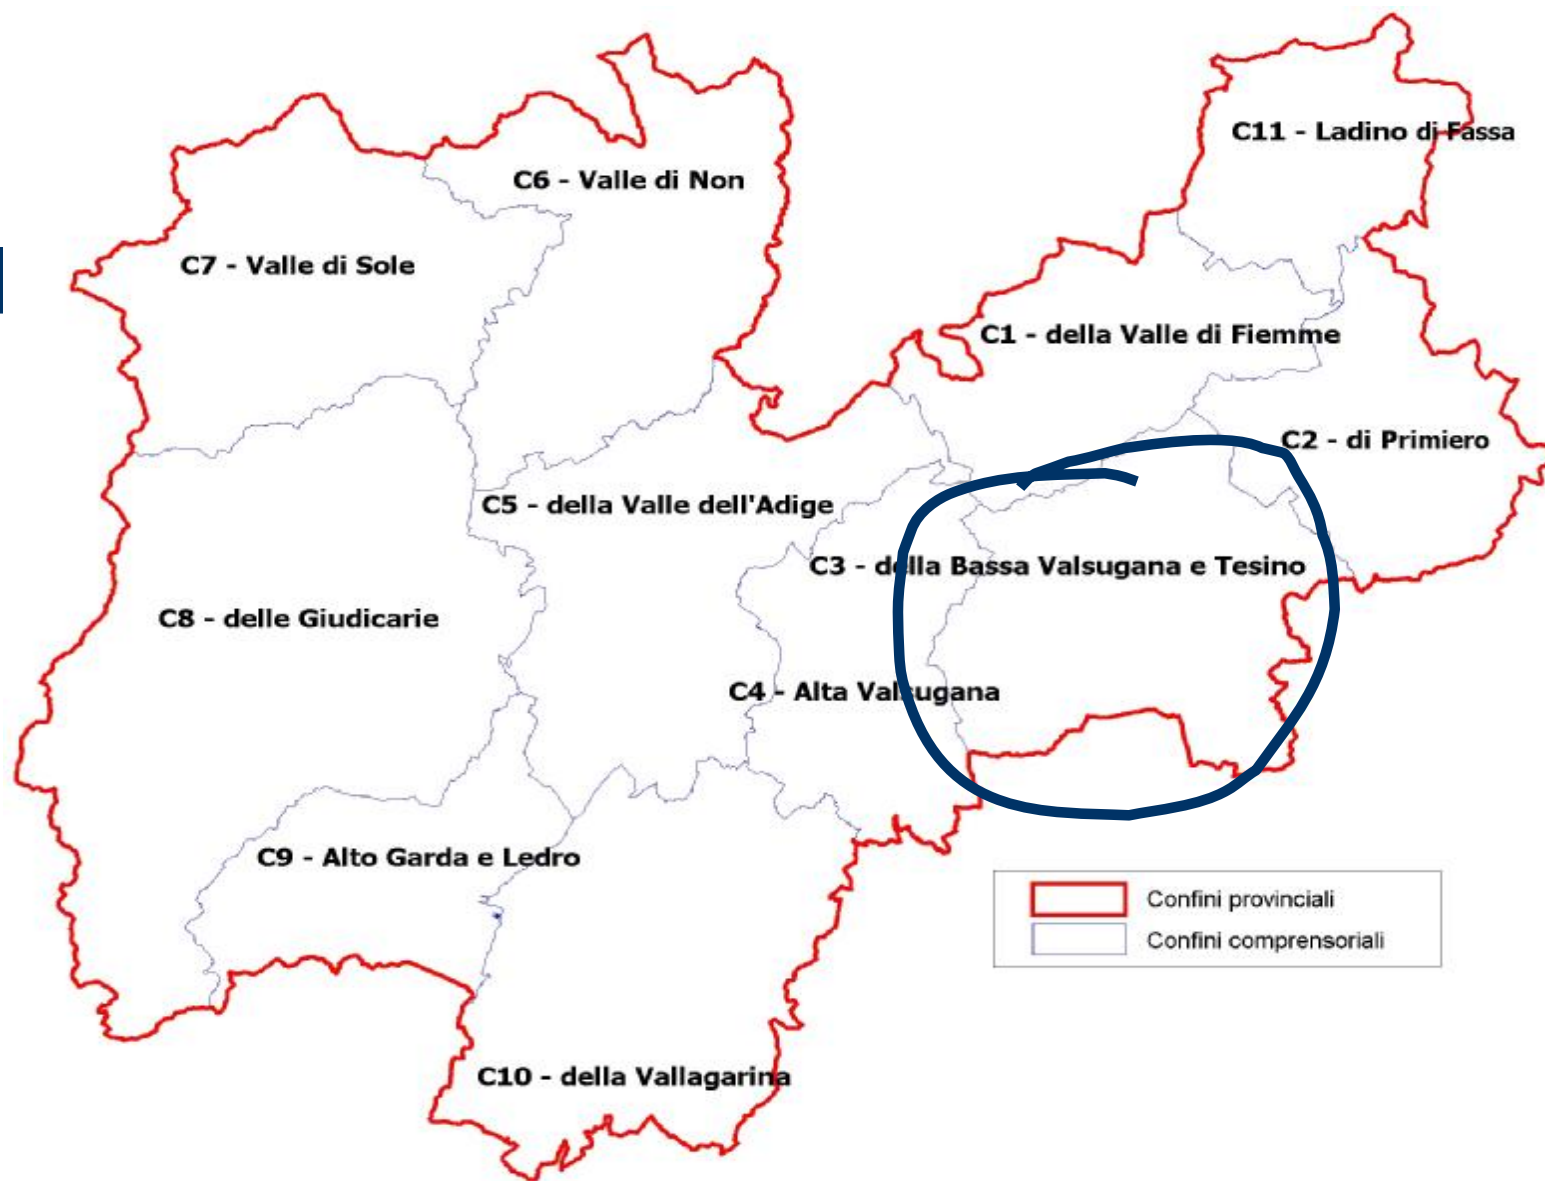 C11 - Ladino di Fassa
C6 - Valle di Non
C7 - Valle di Sole
C1 - della Valle di Fiemme
C2 - di Primiero
C5 - della Valle dell'Adige
C3 - della Bassa Valsugana e Tesino
C8 - delle Giudicarie
C4 - Alta Valsugana
C9 - Alto Garda e Ledro
Confini provinciali
Confini comprensoriali
C10 - della Vallagarina